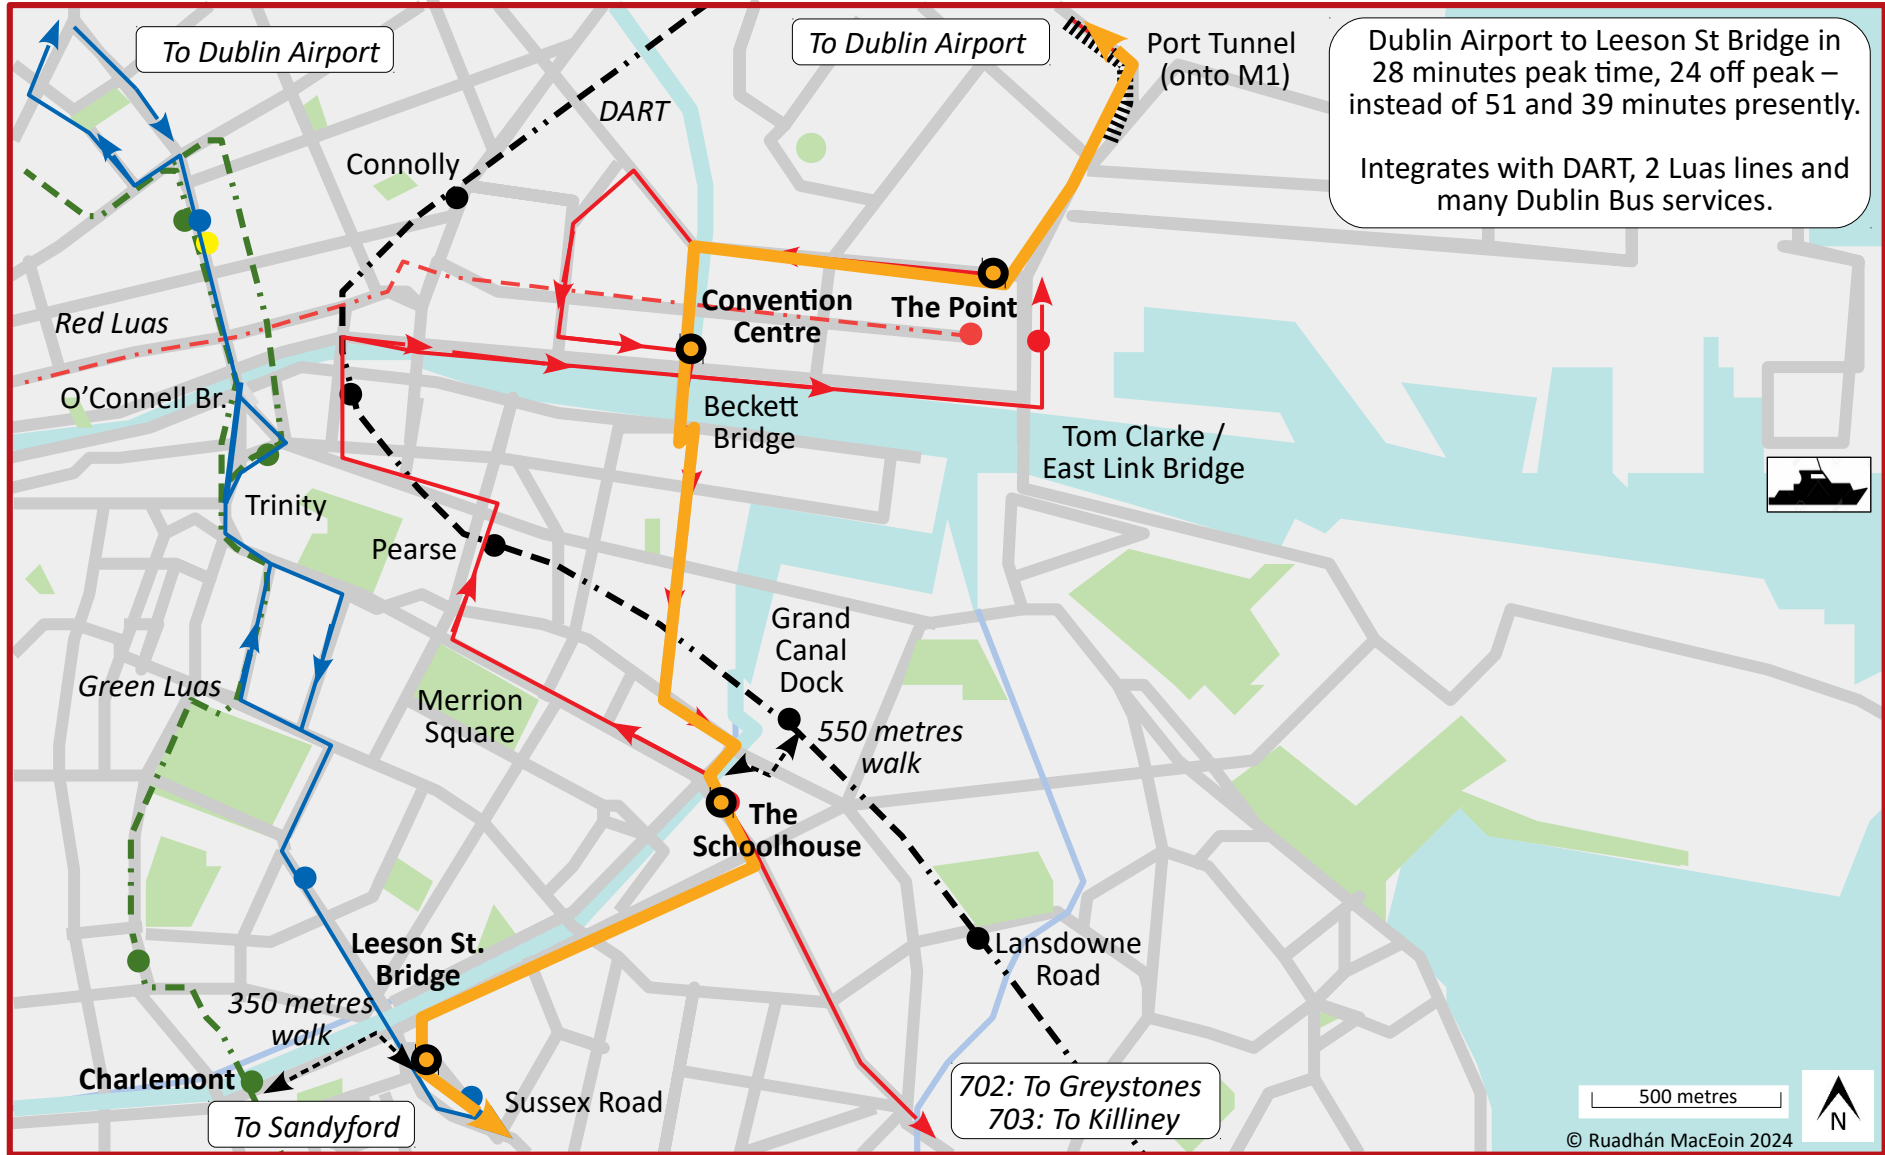 To Dublin Airport
To Dublin Airport
Port Tunnel
(onto M1)
Dublin Airport to Leeson St Bridge in
28 minutes peak time, 24 off peak –
instead of 51 and 39 minutes presently.
Integrates with DART, 2 Luas lines and
many Dublin Bus services.
DART
Connolly
Red Luas
Convention
Centre
The Point
O’Connell Br.
Beckett
Bridge
Tom Clarke /
East Link Bridge
Trinity
Pearse
Grand
Canal
Dock
Green Luas
Merrion
Square
550 metres
walk
The
Schoolhouse
Leeson St.
Bridge
Lansdowne
Road
350 metres
walk
Charlemont
Sussex Road
To Sandyford
702: To Greystones
703: To Killiney
500 metres
N
© Ruadhán MacEoin 2024